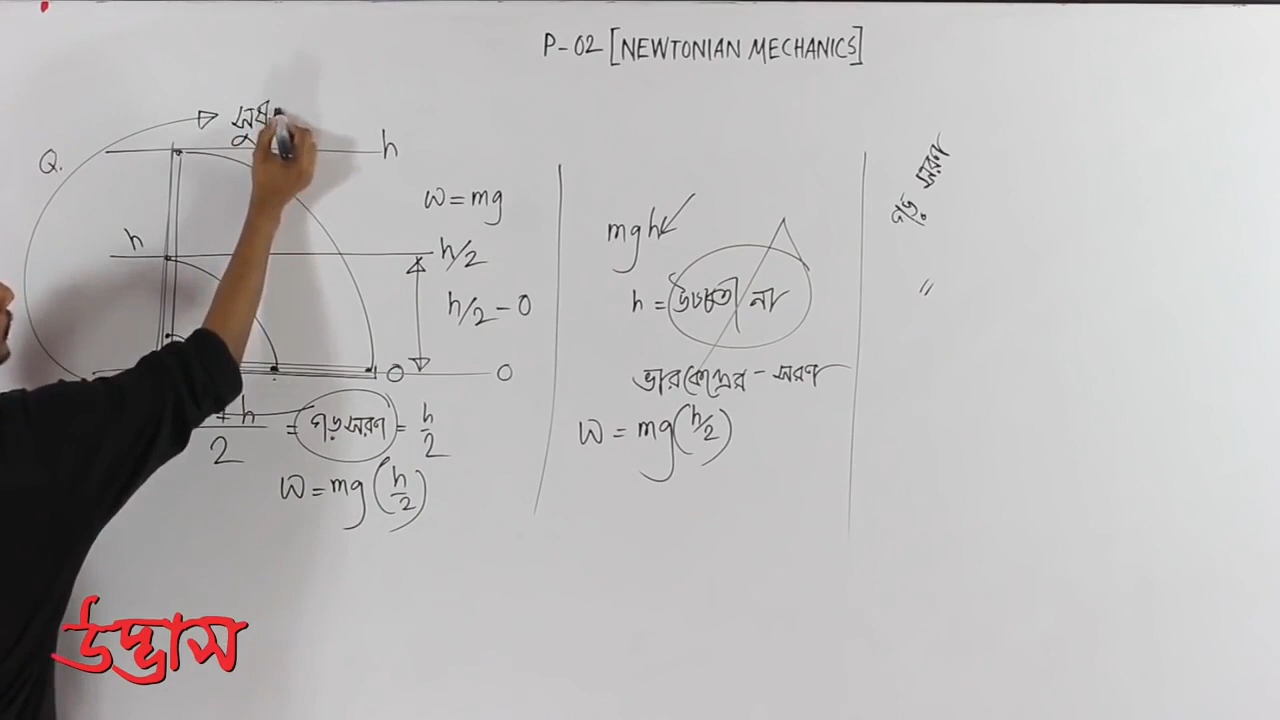 P-02 [NEWTONIAN MECHANICS]
সুষ
Q.
h
W = mg
h
h/2
h/2 - 0
0
0
+ h
2
= গড় সরণ = h/2
W = mg (h/2)
mgh
h = উচ্চতা না
ভারকেন্দ্রের - সরণ
W = mg (h/2)
গড় সরণ
"
উদ্ভাস